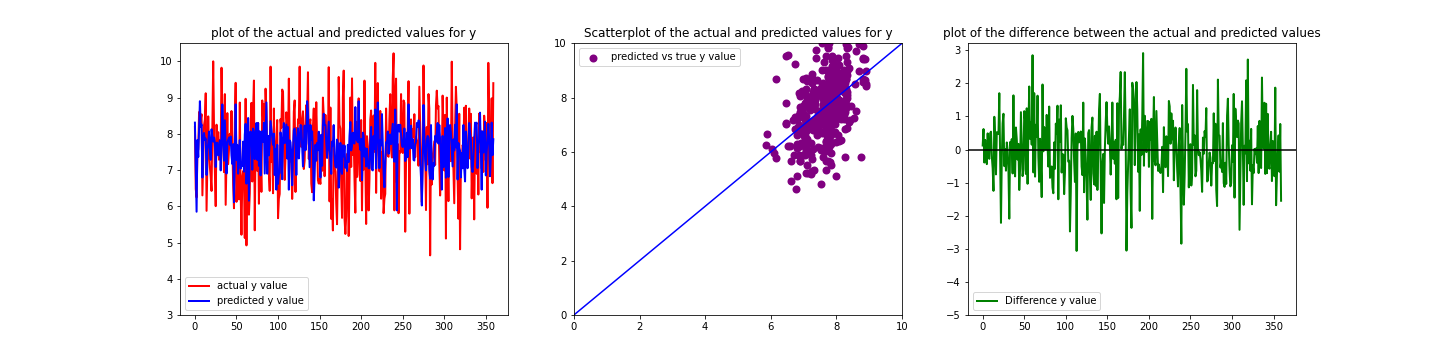 plot of the actual and predicted values for y
10
9
8
7
6
5
4
3
0 50 100 150 200 250 300 350
actual y value
predicted y value
Scatterplot of the actual and predicted values for y
10
8
6
4
2
0
0 2 4 6 8 10
predicted vs true y value
plot of the difference between the actual and predicted values
3
2
1
0
−1
−2
−3
−4
−5
0 50 100 150 200 250 300 350
Difference y value